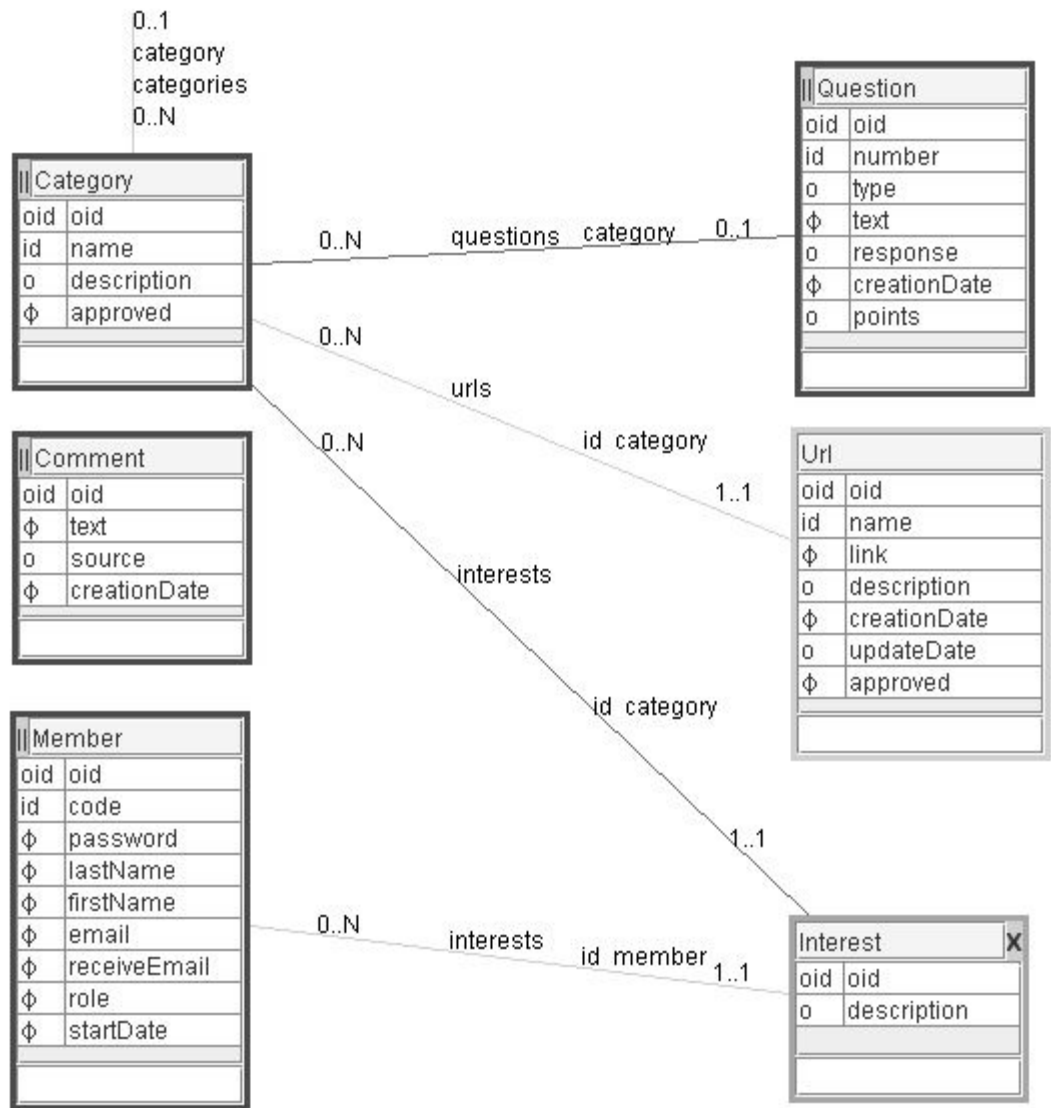 0..1
category
categories
0..N
|| Category
oid oid
id name
o description
ϕ approved
|| Question
oid oid
id number
o type
ϕ text
o response
ϕ creationDate
o points
0..N questions category 0..1
0..N
urls
id category
1..1
|| Comment
oid oid
ϕ text
o source
ϕ creationDate
Url
oid oid
id name
ϕ link
o description
ϕ creationDate
o updateDate
ϕ approved
0..N
interests
id category
1..1
|| Member
oid oid
id code
ϕ password
ϕ lastName
ϕ firstName
ϕ email
ϕ receiveEmail
ϕ role
ϕ startDate
0..N interests id member 1..1
Interest X
oid oid
o description